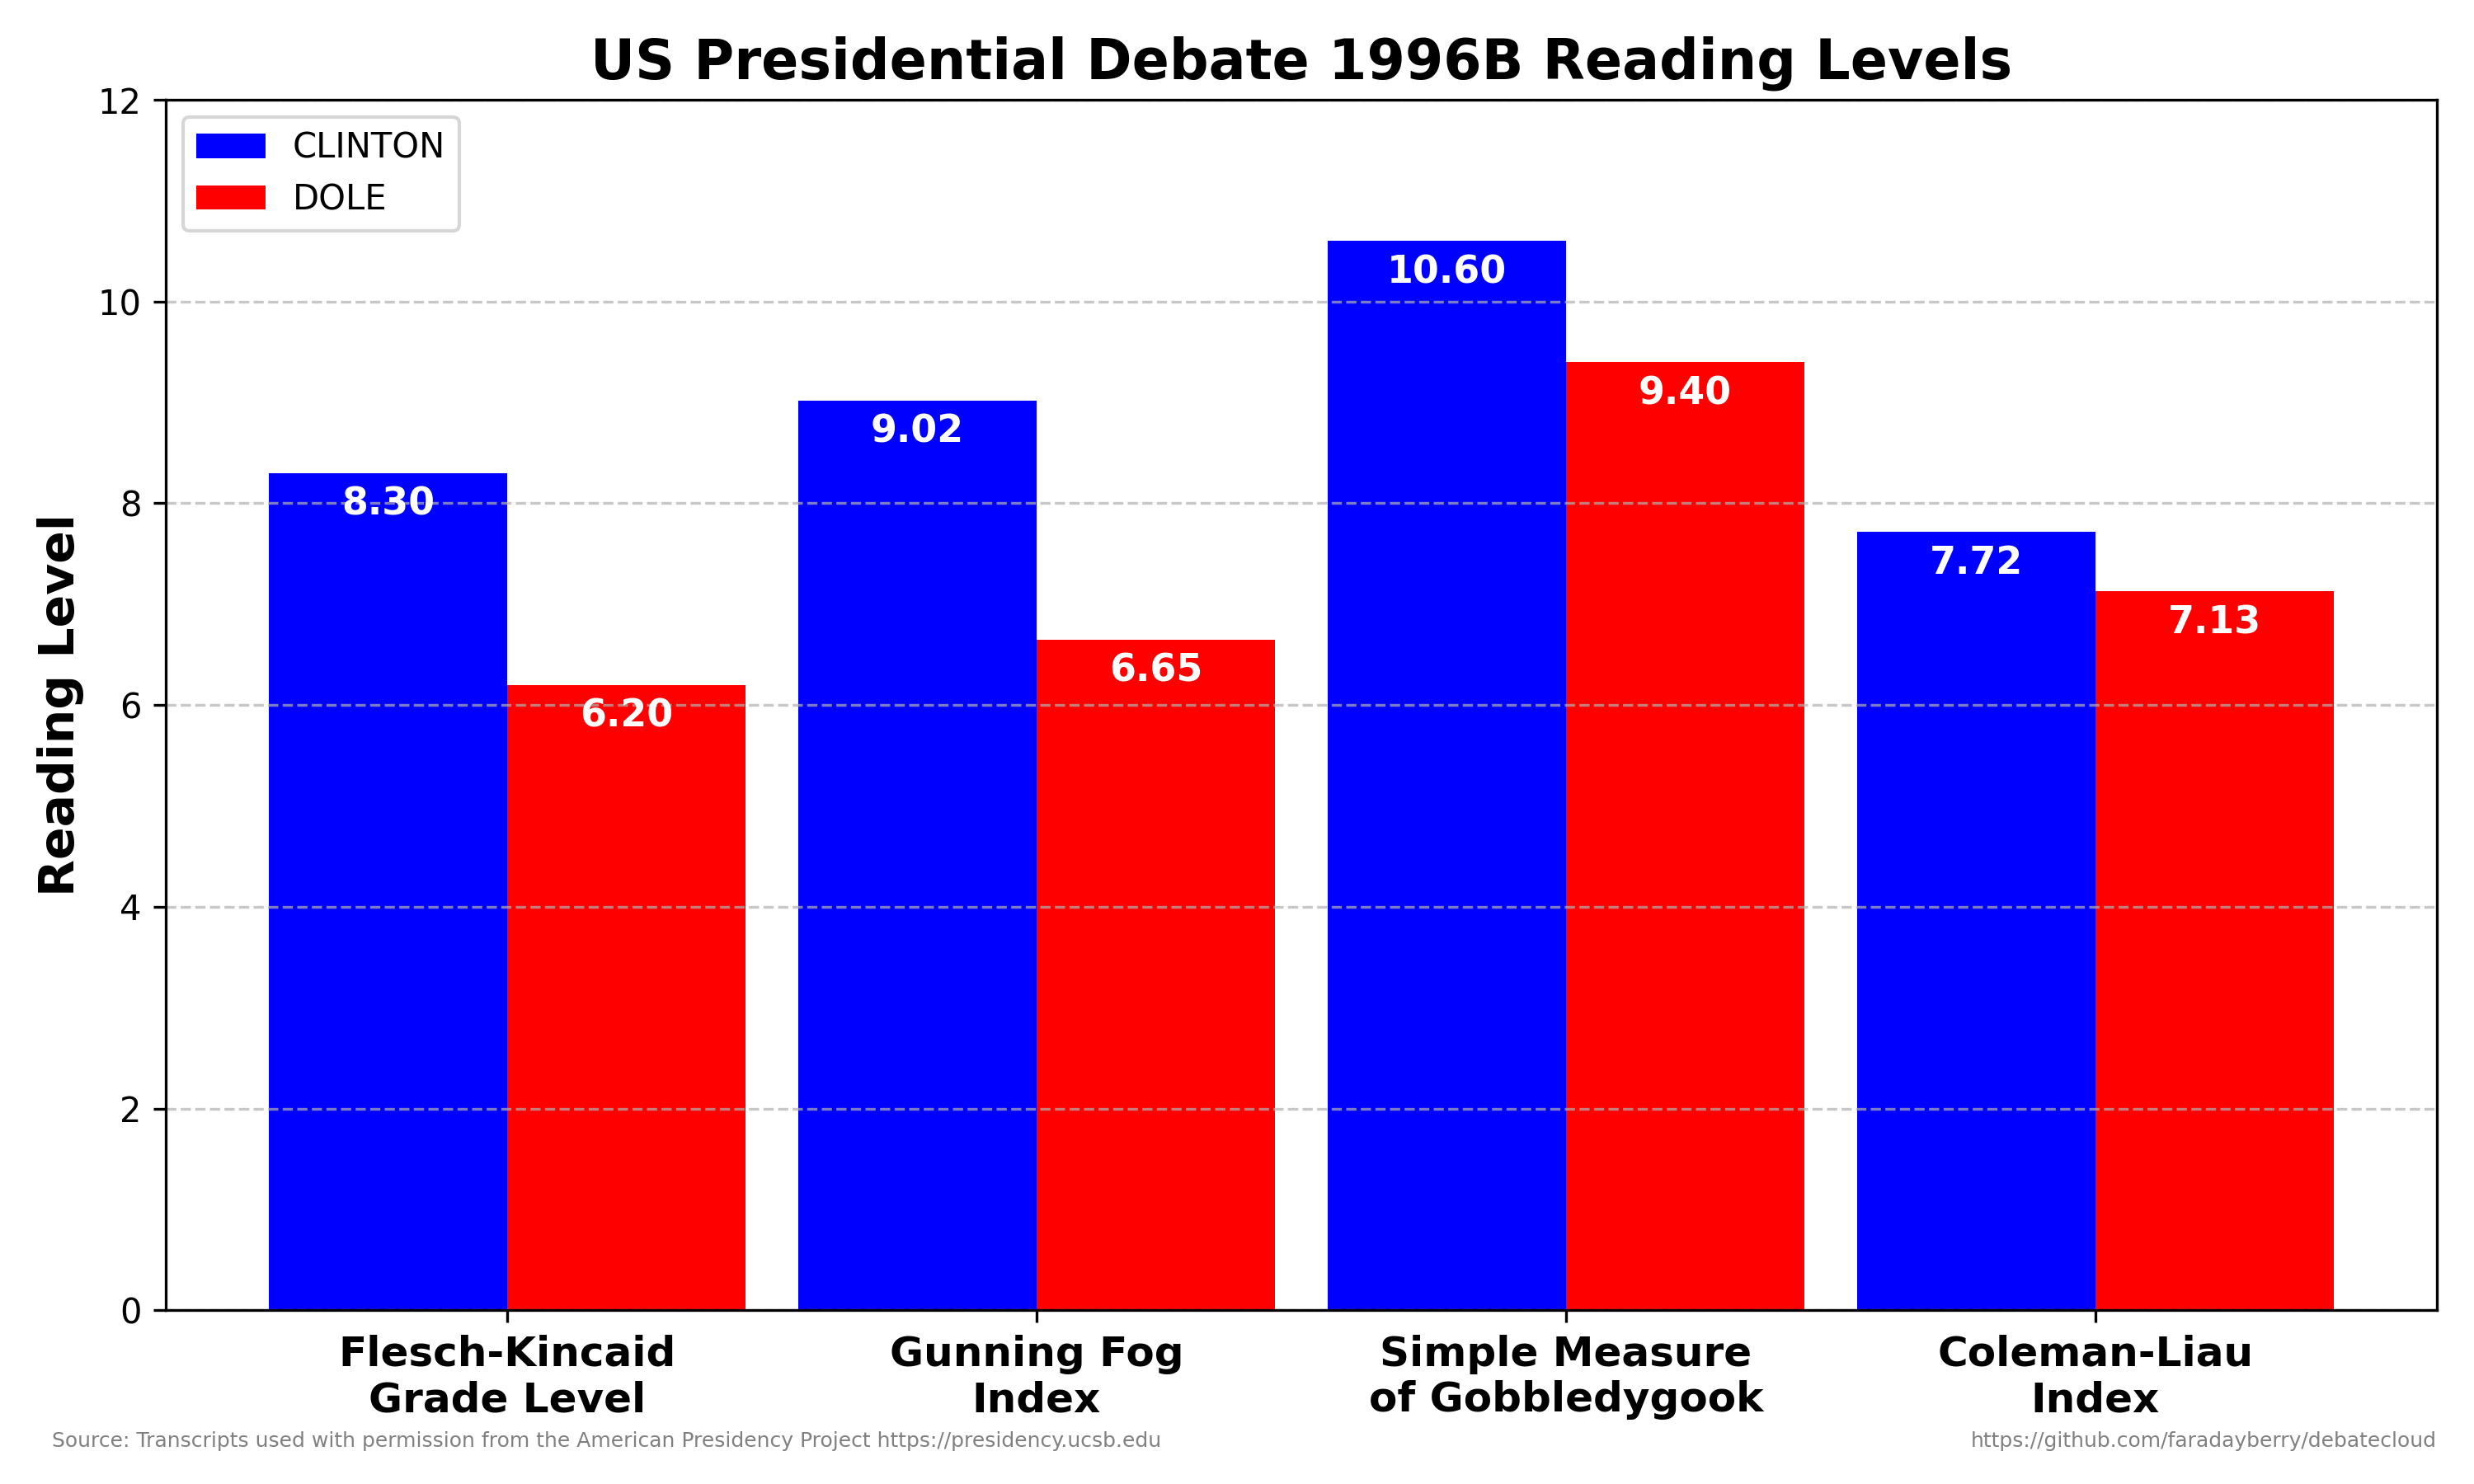 US Presidential Debate 1996B Reading Levels
CLINTON
DOLE
Reading Level
12
10
8
6
4
2
0
8.30
6.20
9.02
6.65
10.60
9.40
7.72
7.13
Flesch-Kincaid
Grade Level
Gunning Fog
Index
Simple Measure
of Gobbledygook
Coleman-Liau
Index
Source: Transcripts used with permission from the American Presidency Project https://presidency.ucsb.edu
https://github.com/faradayberry/debatecloud